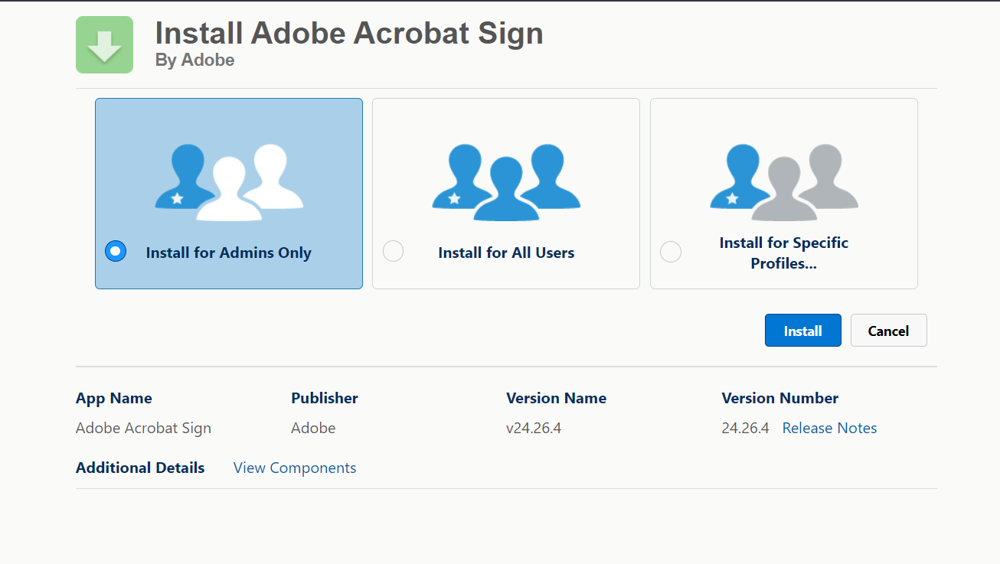 Install Adobe Acrobat Sign
By Adobe
Install for Admins Only
Install for All Users
Install for Specific
Profiles...
Install
Cancel
App Name
Publisher
Version Name
Version Number
Adobe Acrobat Sign
Adobe
v24.26.4
24.26.4 Release Notes
Additional Details
View Components